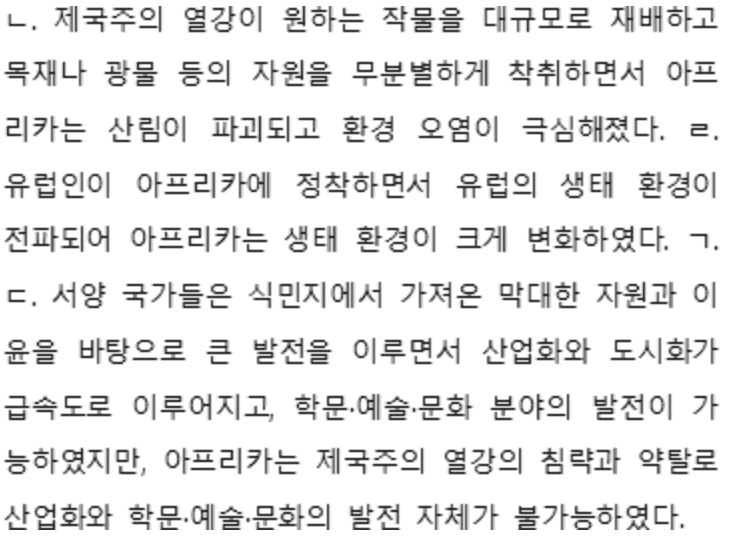 ㄴ. 제국주의 열강이 원하는 작물을 대규모로 재배하고
목재나 광물 등의 자원을 무분별하게 착취하면서 아프
리카는 산림이 파괴되고 환경 오염이 극심해졌다. ㄹ.
유럽인이 아프리카에 정착하면서 유럽의 생태 환경이
전파되어 아프리카는 생태 환경이 크게 변화하였다. ㄱ.
ㄷ. 서양 국가들은 식민지에서 가져온 막대한 자원과 이
윤을 바탕으로 큰 발전을 이루면서 산업화와 도시화가
급속도로 이루어지고, 학문·예술·문화 분야의 발전이 가
능하였지만, 아프리카는 제국주의 열강의 침략과 약탈로
산업화와 학문·예술·문화의 발전 자체가 불가능하였다.